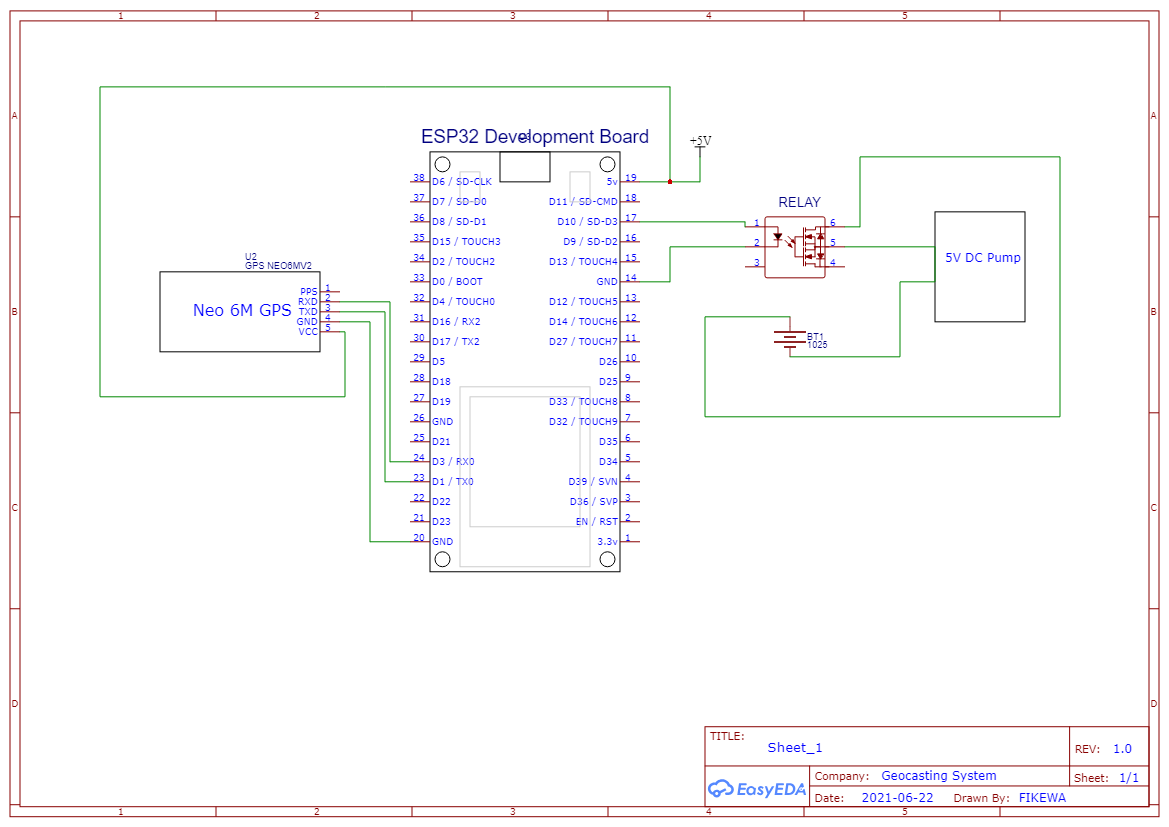 1 2 3 4 5
A A
ESP32 Development Board
+5V
38 D6 / SD-CLK 5v 19
37 D7 / SD-D0 D11 / SD-CMD 18
36 D8 / SD-D1 D10 / SD-D3 17
35 D15 / TOUCH3 D9 / SD-D2 16
34 D2 / TOUCH2 D13 / TOUCH4 15
33 D0 / BOOT GND 14
32 D4 / TOUCH0 D12 / TOUCH5 13
31 D16 / RX2 D14 / TOUCH6 12
30 D17 / TX2 D27 / TOUCH7 11
29 D5 D26 10
28 D18 D25 9
27 D19 D33 / TOUCH8 8
26 GND D32 / TOUCH9 7
25 D21 D35 6
24 D3 / RX0 D34 5
23 D1 / TX0 D39 / SVN 4
22 D22 D36 / SVP 3
21 D23 EN / RST 2
20 GND 3.3v 1
RELAY
1 6
2 5
3 4
5V DC Pump
BT1
1025
U2
GPS NEO6MV2
Neo 6M GPS
PPS 1
RXD 2
TXD 3
GND 4
VCC 5
B B
C C
D D
TITLE:
Sheet_1
REV: 1.0
EasyEDA
Company: Geocasting System
Sheet: 1/1
Date: 2021-06-22 Drawn By: FIKEWA
1 2 3 4 5